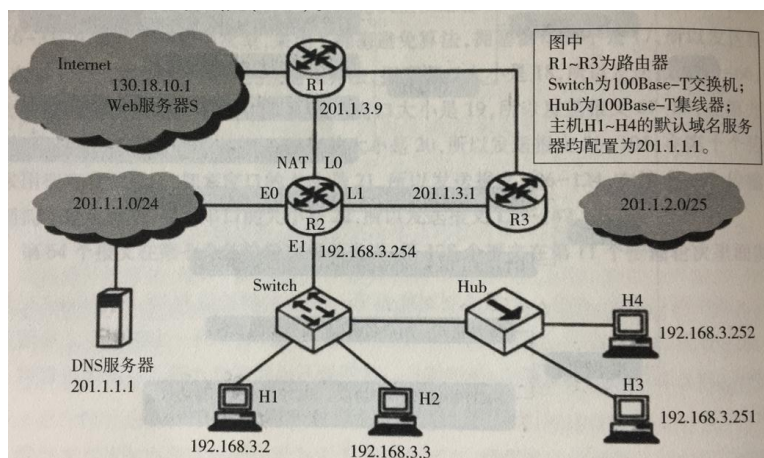 Internet
130.18.10.1
Web服务器S
R1
201.1.3.9
图中
R1~R3为路由器
Switch为100Base-T交换机;
Hub为100Base-T集线器;
主机H1~H4的默认域名服务
器均配置为201.1.1.1。
NAT L0
201.1.1.0/24
E0
L1
201.1.3.1
R2
R3
201.1.2.0/25
E1
192.168.3.254
Switch
Hub
H4
192.168.3.252
DNS服务器
201.1.1.1
H1
H2
H3
192.168.3.251
192.168.3.2
192.168.3.3